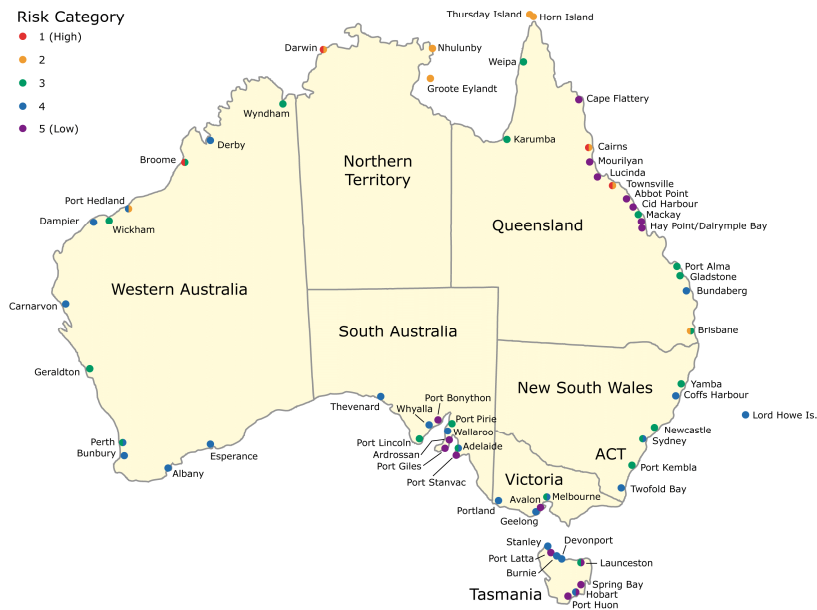 Risk Category
1 (High)
2
3
4
5 (Low)
Thursday Island
Horn Island
Darwin
Nhulunby
Weipa
Groote Eylandt
Cape Flattery
Wyndham
Karumba
Derby
Cairns
Broome
Mourilyan
Northern
Territory
Lucinda
Townsville
Abbot Point
Port Hedland
Cid Harbour
Mackay
Dampier
Wickham
Hay Point/Dalrymple Bay
Queensland
Port Alma
Gladstone
Western Australia
Bundaberg
Carnarvon
South Australia
Brisbane
Geraldton
New South Wales
Yamba
Coffs Harbour
Port Bonython
Thevenard
Whyalla
Lord Howe Is.
Port Pirie
Newcastle
Wallaroo
Perth
Port Lincoln
Adelaide
Sydney
Bunbury
Esperance
Ardrossan
ACT
Port Giles
Port Kembla
Albany
Port Stanvac
Victoria
Twofold Bay
Avalon
Melbourne
Portland
Geelong
Stanley
Devonport
Port Latta
Launceston
Burnie
Spring Bay
Tasmania
Hobart
Port Huon